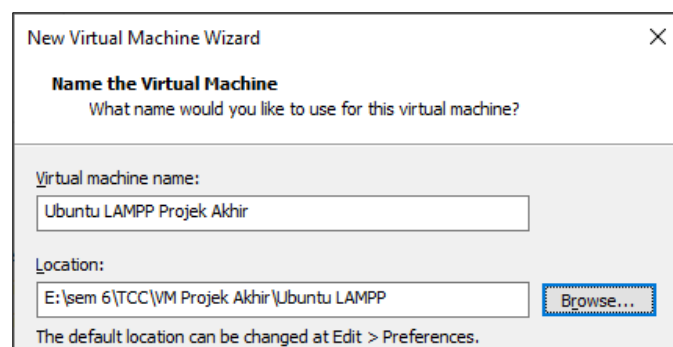 New Virtual Machine Wizard
Name the Virtual Machine
What name would you like to use for this virtual machine?
Virtual machine name:
Ubuntu LAMPP Projek Akhir
Location:
E:\sem 6\TCC\VM Projek Akhir\Ubuntu LAMPP
Browse...
The default location can be changed at Edit > Preferences.